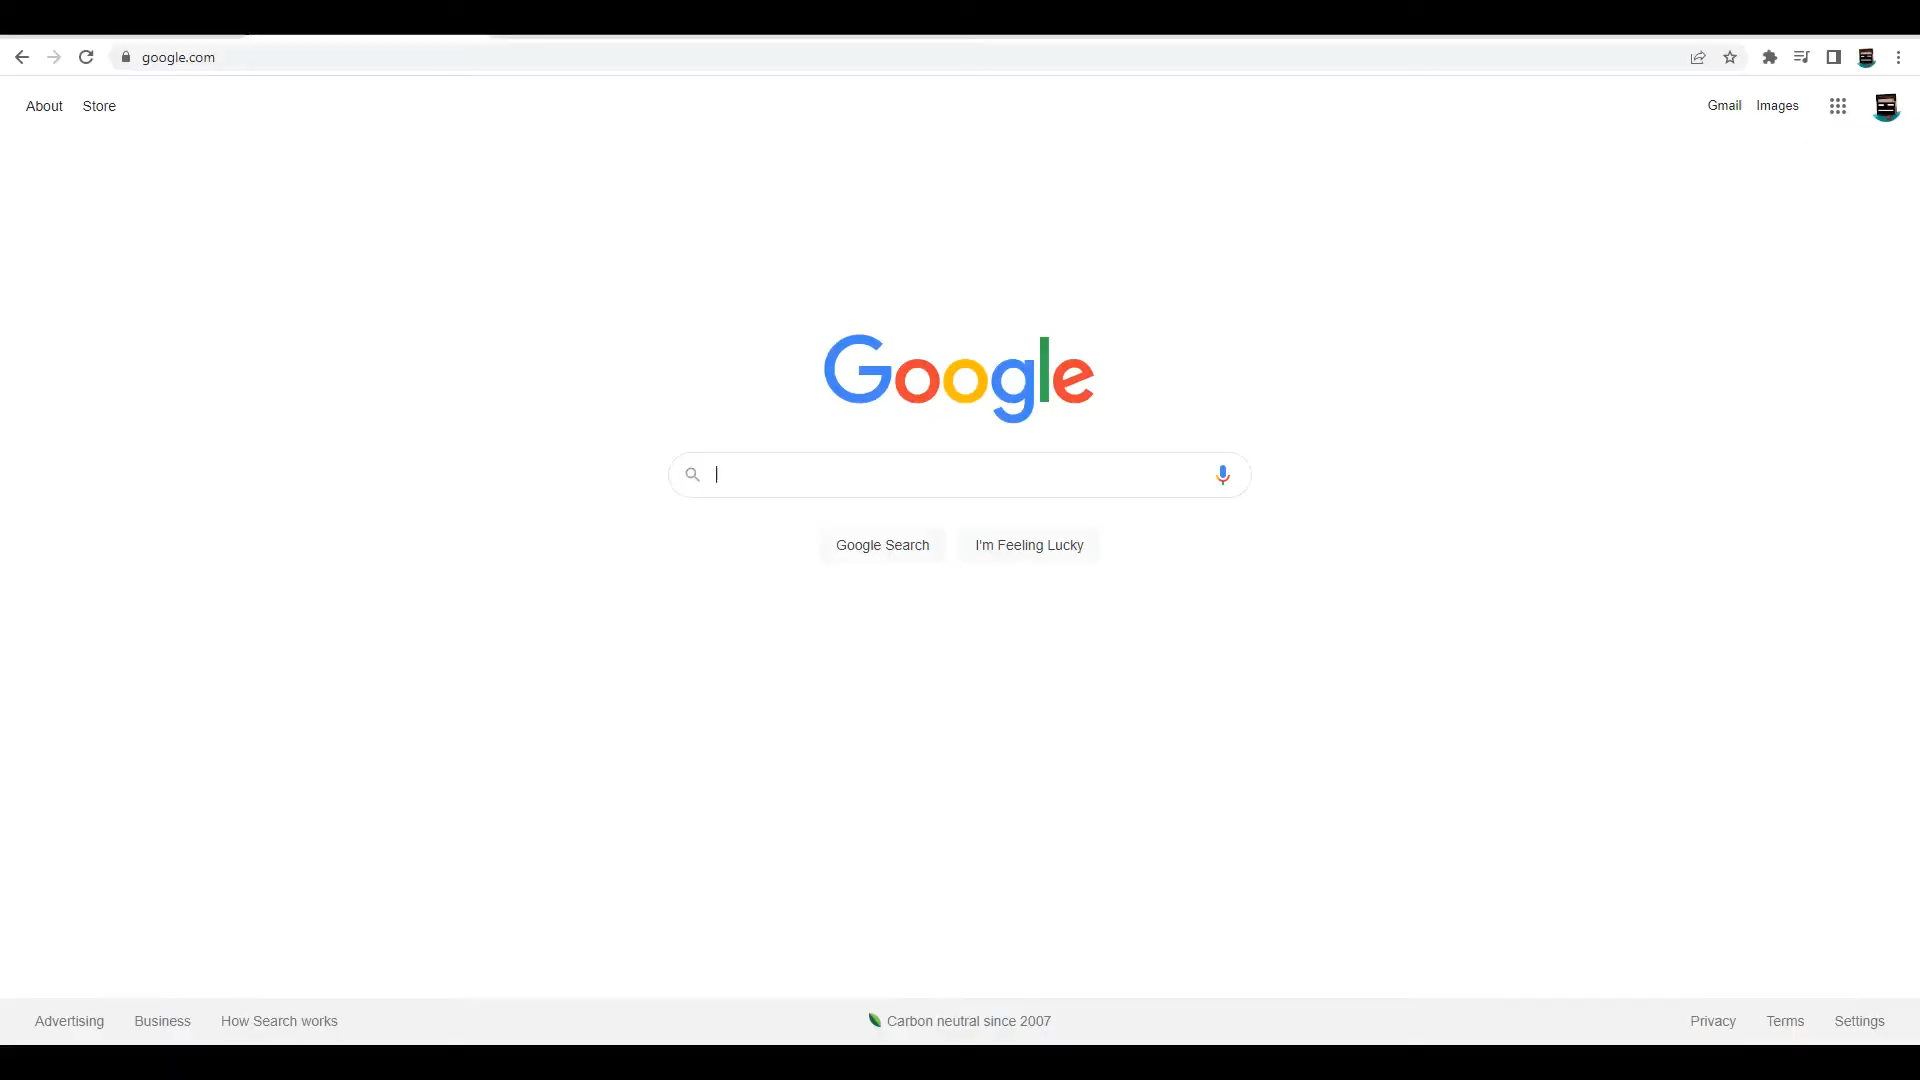 google.com
About Store Gmail Images
Google
Google Search I'm Feeling Lucky
Advertising Business How Search works Carbon neutral since 2007 Privacy Terms Settings